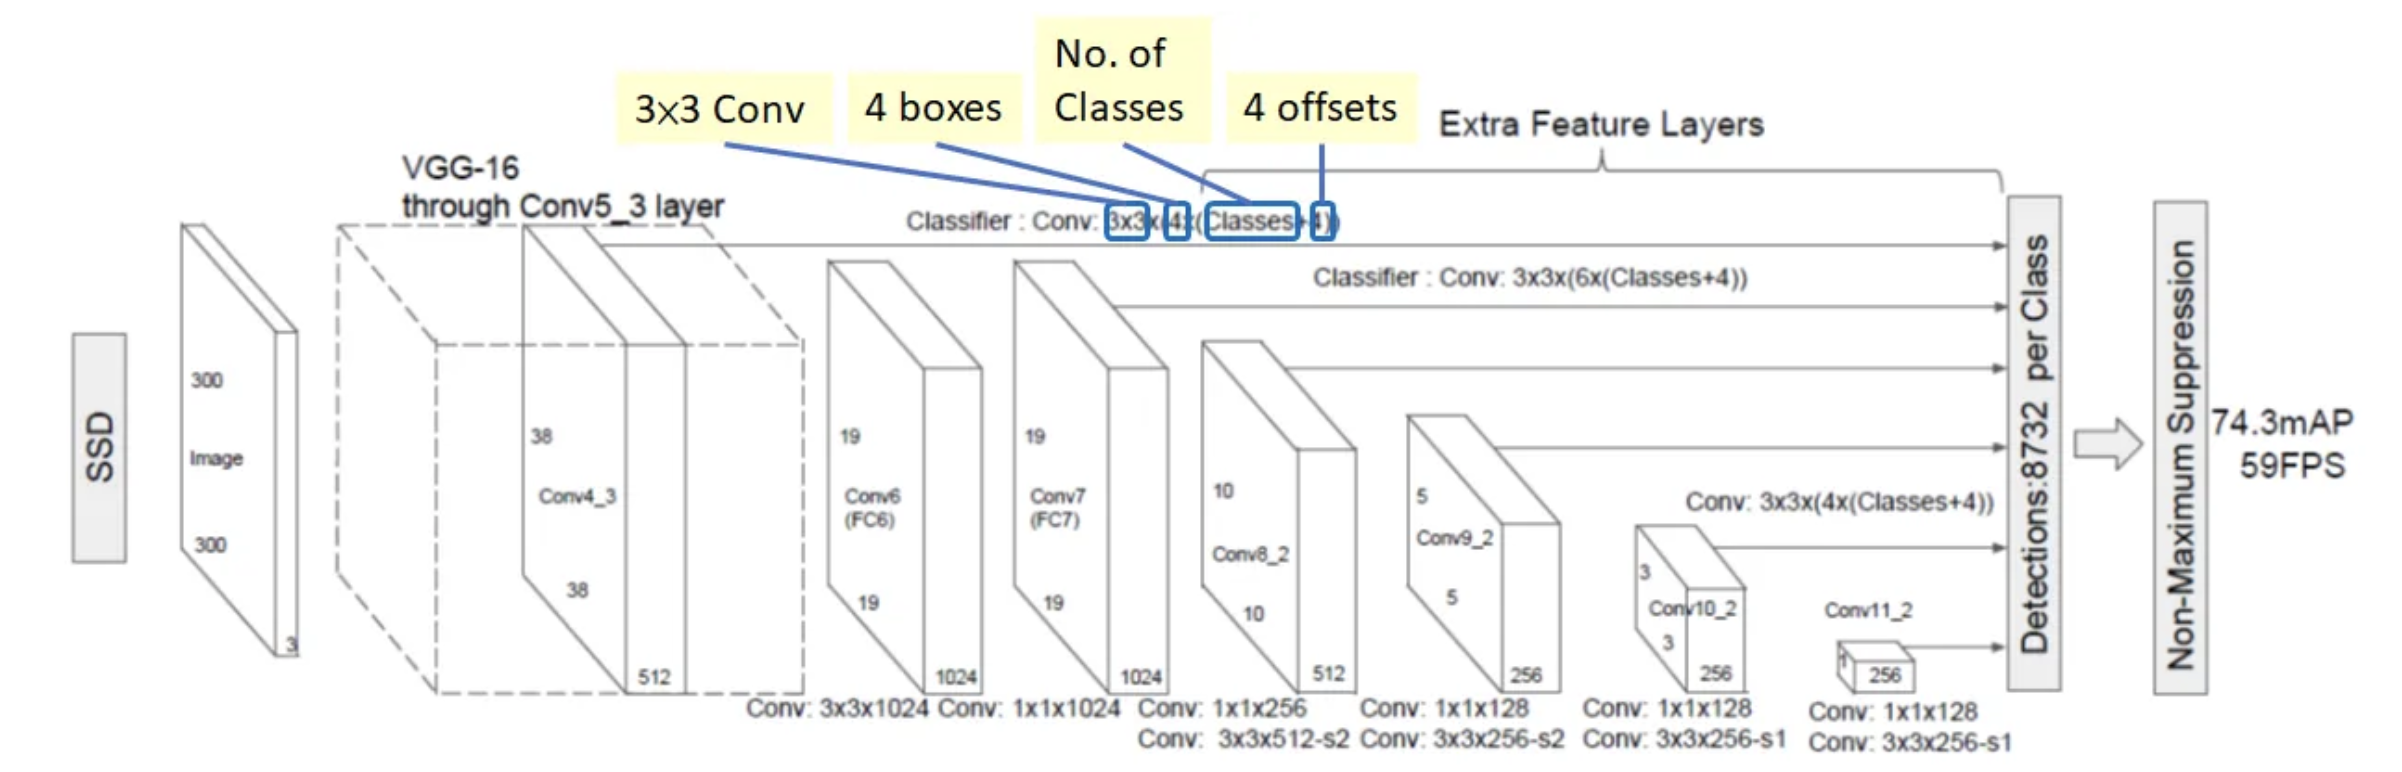 No. of
Classes
3x3 Conv
4 boxes
4 offsets
Extra Feature Layers
VGG-16
through Conv5_3 layer
Classifier : Conv: 3x3x(4x(Classes+4))
Classifier : Conv: 3x3x(6x(Classes+4))
SSD
300
Image
300
3
38
Conv4_3
38
512
19
Conv6
(FC6)
19
1024
19
Conv7
(FC7)
19
1024
10
Conv8_2
10
512
5
Conv9_2
5
256
Conv: 3x3x(4x(Classes+4))
3
Conv10_2
3
256
Conv11_2
1
256
Detections:8732 per Class
Non-Maximum Suppression
74.3mAP
59FPS
Conv: 3x3x1024
Conv: 1x1x1024
Conv: 1x1x256
Conv: 3x3x512-s2
Conv: 1x1x128
Conv: 3x3x256-s2
Conv: 1x1x128
Conv: 3x3x256-s1
Conv: 1x1x128
Conv: 3x3x256-s1